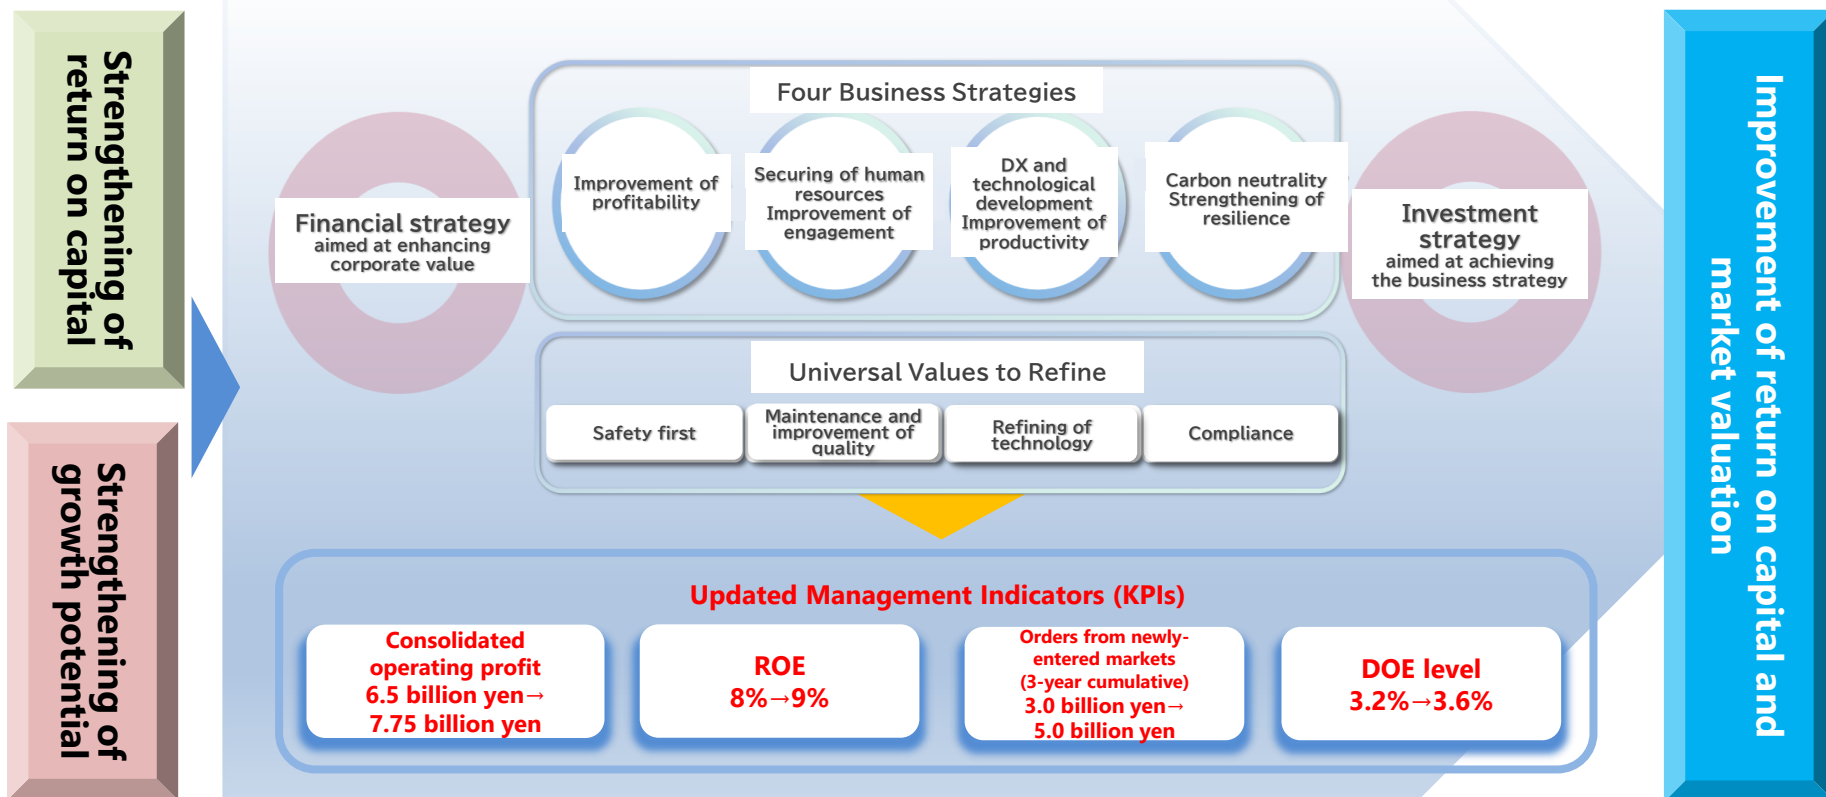 Strengthening of
return on capital
Strengthening of
growth potential
Financial strategy
aimed at enhancing
corporate value
Four Business Strategies
Improvement of
profitability
Securing of human
resources
Improvement of
engagement
DX and
technological
development
Improvement of
productivity
Carbon neutrality
Strengthening of
resilience
Investment
strategy
aimed at achieving
the business strategy
Universal Values to Refine
Safety first
Maintenance and
improvement of
quality
Refining of
technology
Compliance
Updated Management Indicators (KPIs)
Consolidated
operating profit
6.5 billion yen→
7.75 billion yen
ROE
8%→9%
Orders from newly-
entered markets
(3-year cumulative)
3.0 billion yen→
5.0 billion yen
DOE level
3.2%→3.6%
Improvement of return on capital and
market valuation